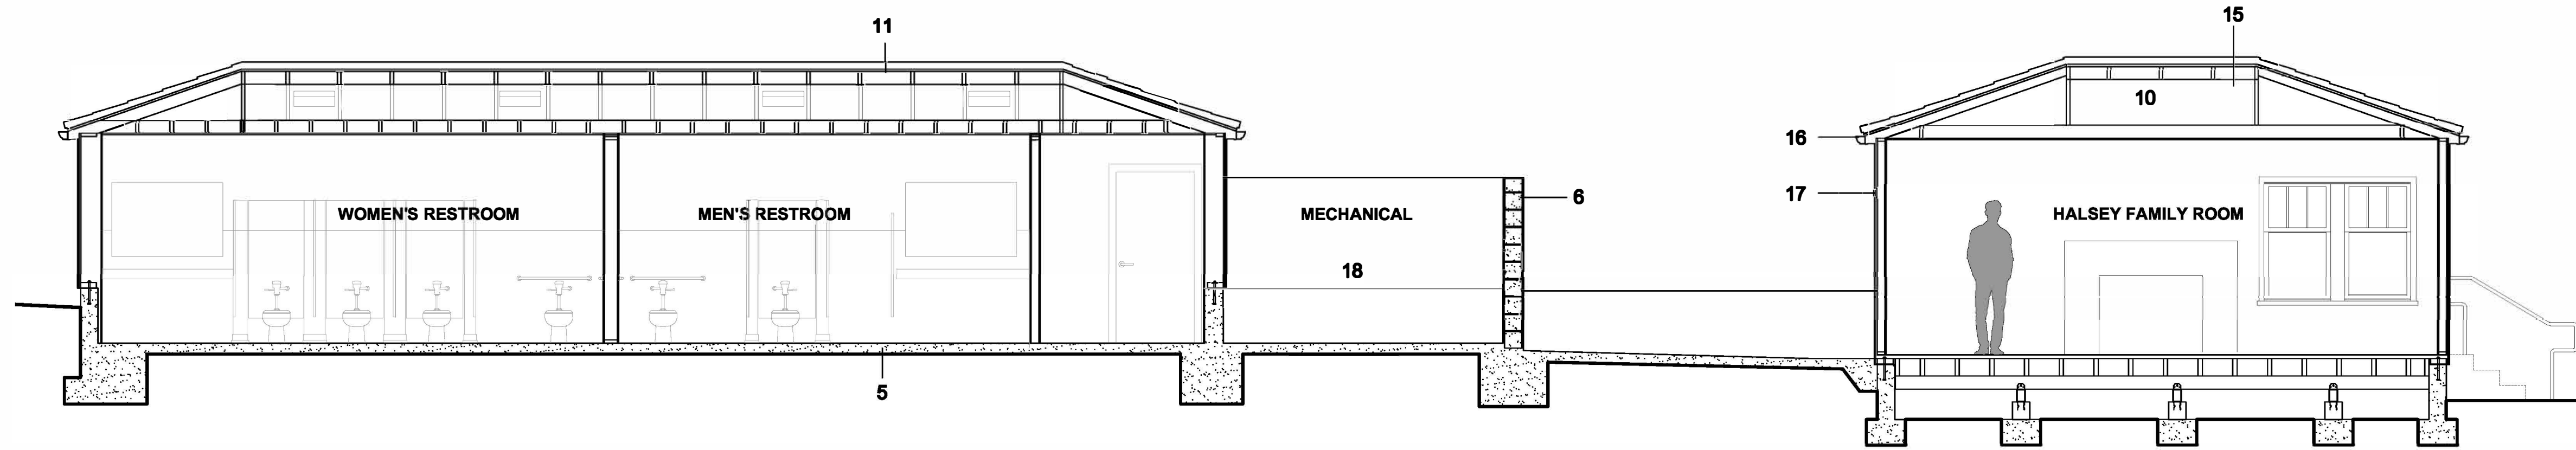 11
15
10
16
17
6
WOMEN'S RESTROOM
MEN'S RESTROOM
MECHANICAL
HALSEY FAMILY ROOM
18
5